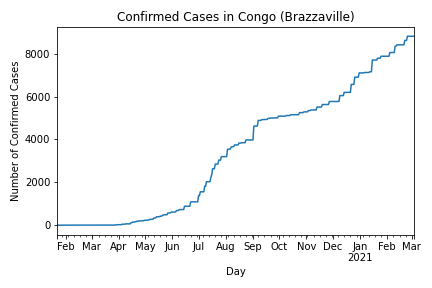 Confirmed Cases in Congo (Brazzaville)
8000
6000
4000
2000
0
Number of Confirmed Cases
Feb Mar Apr May Jun Jul Aug Sep Oct Nov Dec Jan Feb Mar
2021
Day